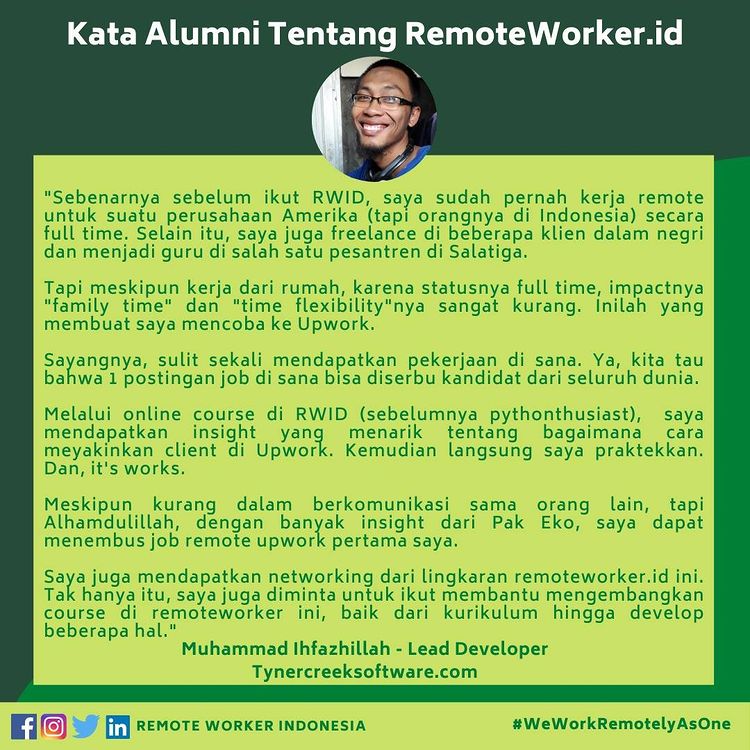 Kata Alumni Tentang RemoteWorker.id
"Sebenarnya sebelum ikut RWID, saya sudah pernah kerja remote
untuk suatu perusahaan Amerika (tapi orangnya di Indonesia) secara
full time. Selain itu, saya juga freelance di beberapa klien dalam negri
dan menjadi guru di salah satu pesantren di Salatiga.
Tapi meskipun kerja dari rumah, karena statusnya full time, impactnya
"family time" dan "time flexibility"nya sangat kurang. Inilah yang
membuat saya mencoba ke Upwork.
Sayangnya, sulit sekali mendapatkan pekerjaan di sana. Ya, kita tau
bahwa 1 postingan job di sana bisa diserbu kandidat dari seluruh dunia.
Melalui online course di RWID (sebelumnya pythonthusiast), saya
mendapatkan insight yang menarik tentang bagaimana cara
meyakinkan client di Upwork. Kemudian langsung saya praktekkan.
Dan, it's works.
Meskipun kurang dalam berkomunikasi sama orang lain, tapi
Alhamdulillah, dengan banyak insight dari Pak Eko, saya dapat
menembus job remote upwork pertama saya.
Saya juga mendapatkan networking dari lingkaran remoteworker.id ini.
Tak hanya itu, saya juga diminta untuk ikut membantu mengembangkan
course di remoteworker ini, baik dari kurikulum hingga develop
beberapa hal."
Muhammad Ihfazhillah - Lead Developer
Tynercreeksoftware.com
REMOTE WORKER INDONESIA
#WeWorkRemotelyAsOne